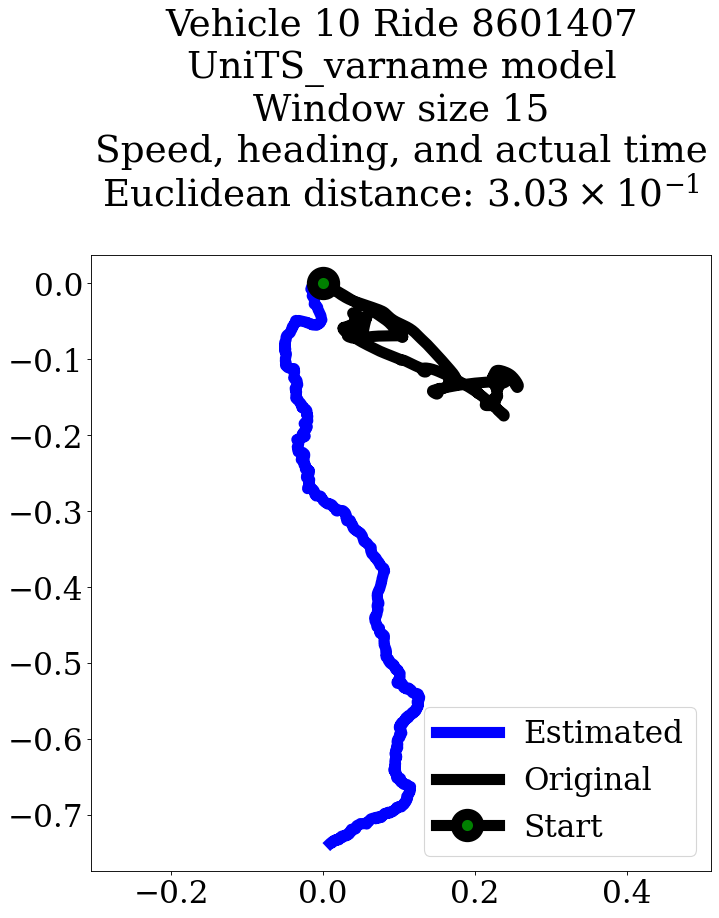 Vehicle 10 Ride 8601407
UniTS_varname model
Window size 15
Speed, heading, and actual time
Euclidean distance: 3.03 × 10⁻¹
0.0
−0.1
−0.2
−0.3
−0.4
−0.5
−0.6
−0.7
Estimated
Original
Start
−0.2 0.0 0.2 0.4